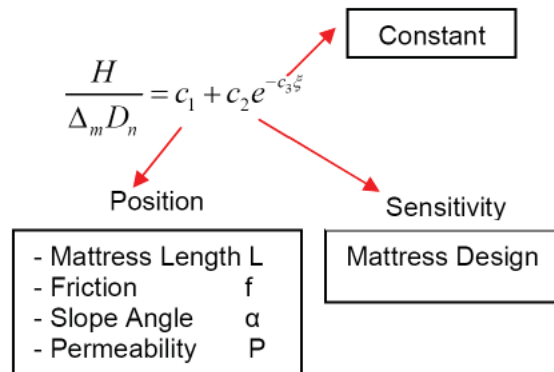 Constant
H / Δ_m D_n = c_1 + c_2 e^{-c_3 ξ}
Position
Sensitivity
- Mattress Length L
- Friction f
- Slope Angle α
- Permeability P
Mattress Design